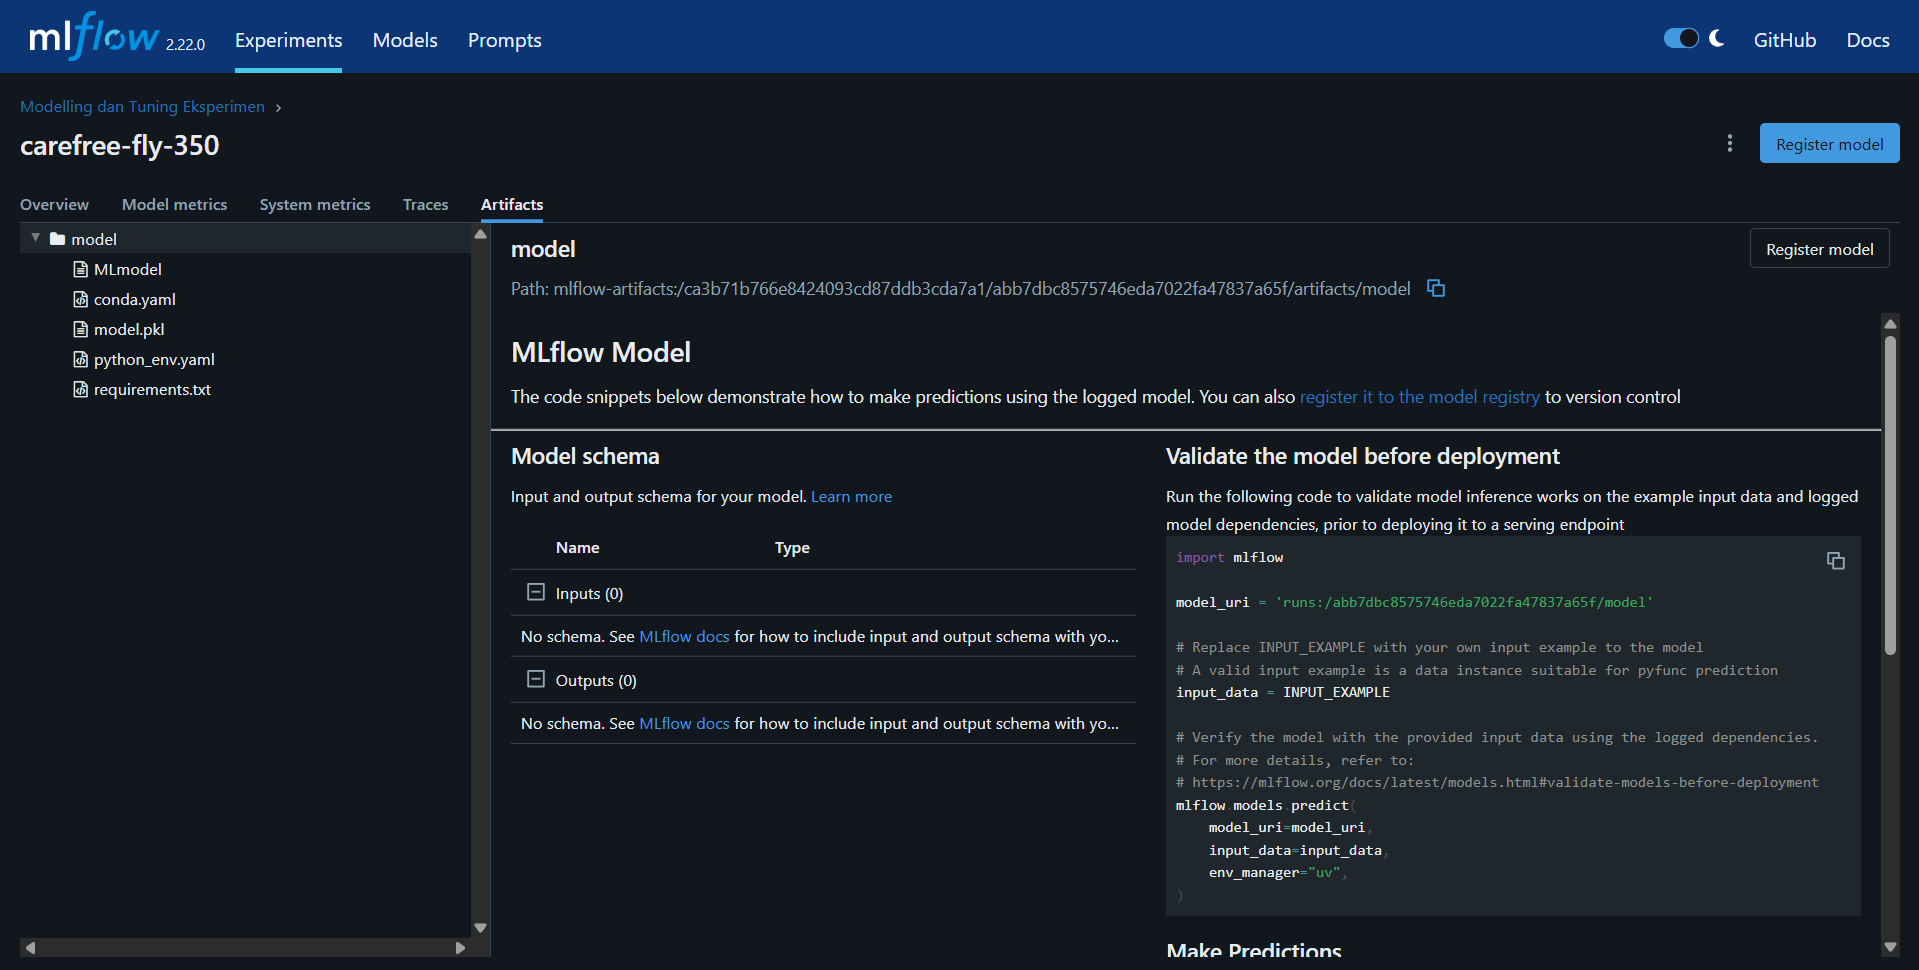 mlflow 2.22.0 Experiments Models Prompts GitHub Docs
Modelling dan Tuning Eksperimen
carefree-fly-350
Register model
Overview Model metrics System metrics Traces Artifacts
model
MLmodel
conda.yaml
model.pkl
python_env.yaml
requirements.txt
model
Register model
Path: mlflow-artifacts:/ca3b71b766e8424093cd87ddb3cda7a1/abb7dbc8575746eda7022fa47837a65f/artifacts/model
MLflow Model
The code snippets below demonstrate how to make predictions using the logged model. You can also register it to the model registry to version control
Model schema
Input and output schema for your model. Learn more
Name Type
Inputs (0)
No schema. See MLflow docs for how to include input and output schema with yo...
Outputs (0)
No schema. See MLflow docs for how to include input and output schema with yo...
Validate the model before deployment
Run the following code to validate model inference works on the example input data and logged
model dependencies, prior to deploying it to a serving endpoint
import mlflow
model_uri = 'runs:/abb7dbc8575746eda7022fa47837a65f/model'
# Replace INPUT_EXAMPLE with your own input example to the model
# A valid input example is a data instance suitable for pyfunc prediction
input_data = INPUT_EXAMPLE
# Verify the model with the provided input data using the logged dependencies.
# For more details, refer to:
# https://mlflow.org/docs/latest/models.html#validate-models-before-deployment
mlflow.models.predict(
model_uri=model_uri,
input_data=input_data,
env_manager="uv",
)
Make Predictions